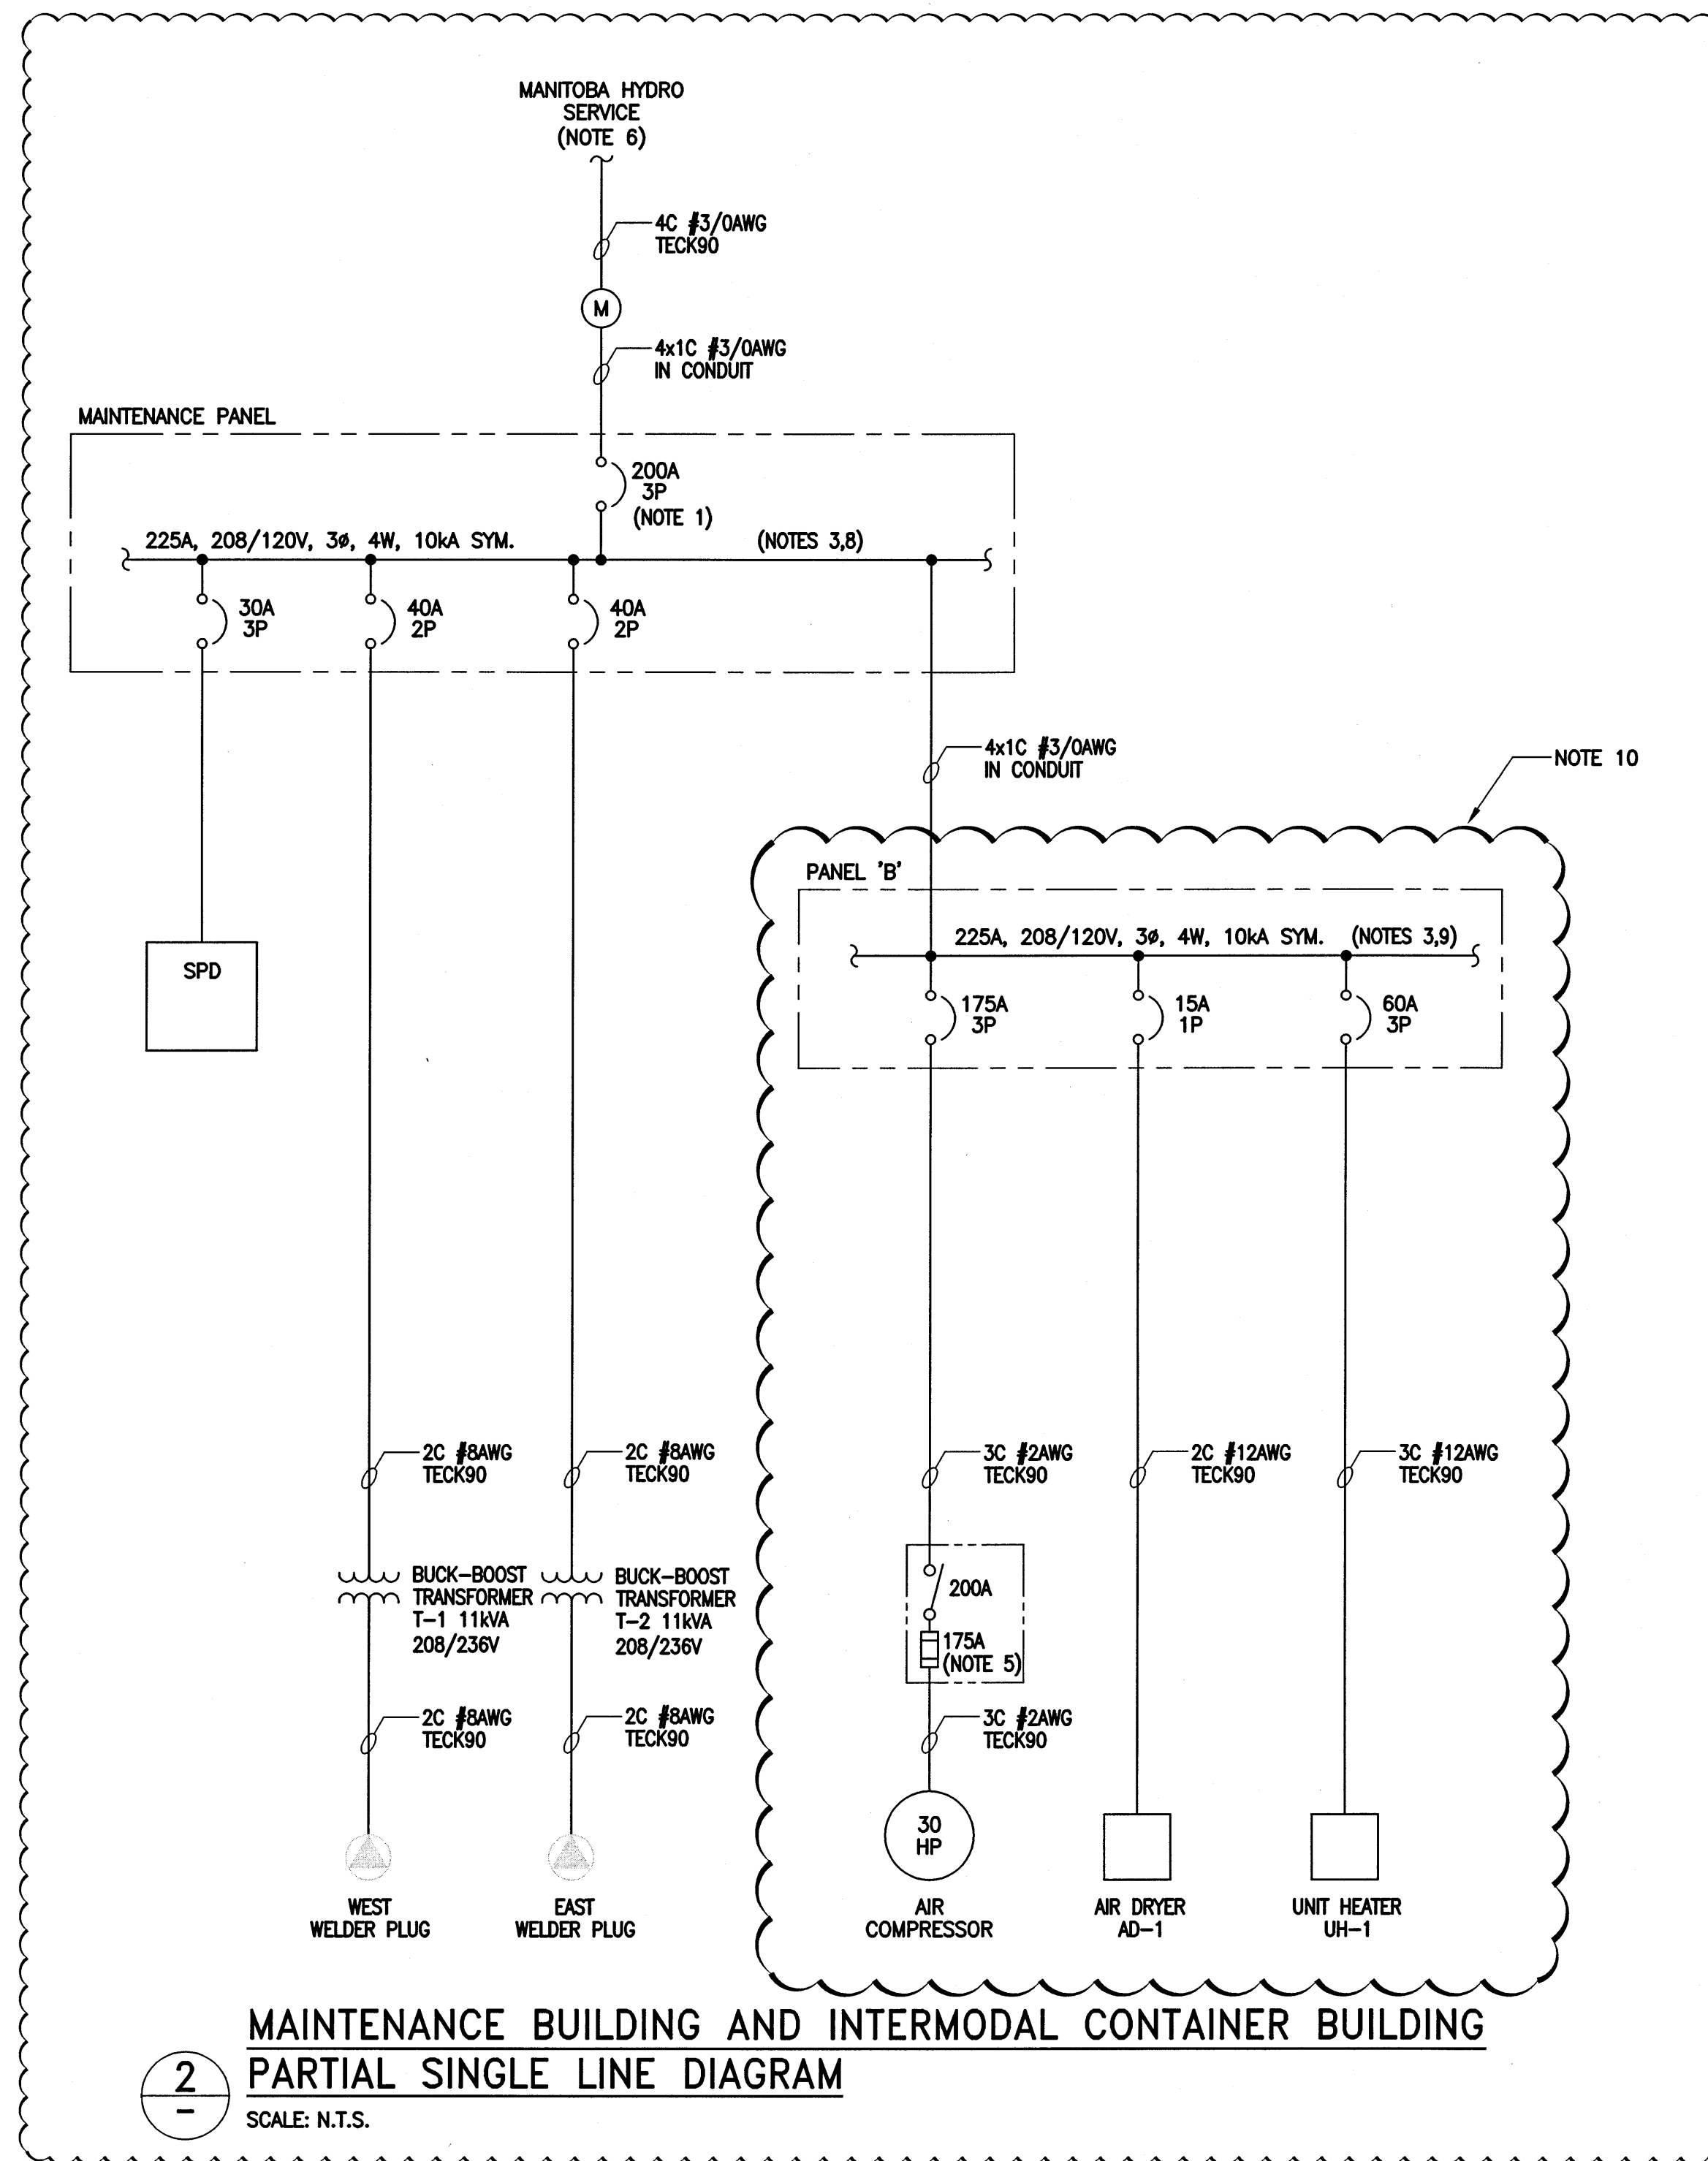 MANITOBA HYDRO
SERVICE
(NOTE 6)
4C #3/0AWG
TECK90
M
4x1C #3/0AWG
IN CONDUIT
MAINTENANCE PANEL
200A
3P
(NOTE 1)
225A, 208/120V, 3ø, 4W, 10kA SYM.
(NOTES 3,8)
30A
3P
40A
2P
40A
2P
4x1C #3/0AWG
IN CONDUIT
NOTE 10
PANEL 'B'
225A, 208/120V, 3ø, 4W, 10kA SYM.
(NOTES 3,9)
SPD
175A
3P
15A
1P
60A
3P
2C #8AWG
TECK90
2C #8AWG
TECK90
3C #2AWG
TECK90
2C #12AWG
TECK90
3C #12AWG
TECK90
BUCK-BOOST
TRANSFORMER
T-1 11kVA
208/236V
BUCK-BOOST
TRANSFORMER
T-2 11kVA
208/236V
200A
175A
(NOTE 5)
2C #8AWG
TECK90
2C #8AWG
TECK90
3C #2AWG
TECK90
30
HP
WEST
WELDER PLUG
EAST
WELDER PLUG
AIR
COMPRESSOR
AIR DRYER
AD-1
UNIT HEATER
UH-1
MAINTENANCE BUILDING AND INTERMODAL CONTAINER BUILDING
PARTIAL SINGLE LINE DIAGRAM
2
-
SCALE: N.T.S.